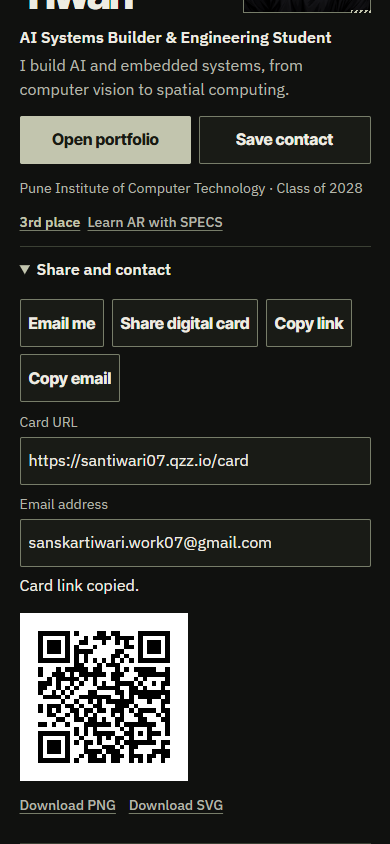 AI Systems Builder & Engineering Student
I build AI and embedded systems, from
computer vision to spatial computing.
Open portfolio
Save contact
Pune Institute of Computer Technology · Class of 2028
3rd place Learn AR with SPECS
▼ Share and contact
Email me
Share digital card
Copy link
Copy email
Card URL
https://santiwari07.qzz.io/card
Email address
sanskartiwari.work07@gmail.com
Card link copied.
Download PNG Download SVG